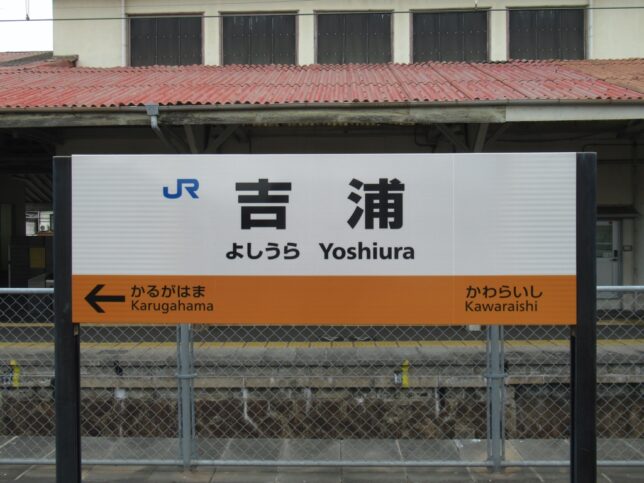 JR 吉浦
よしうら Yoshiura
← かるがはま かわらいし
Karugahama Kawaraishi